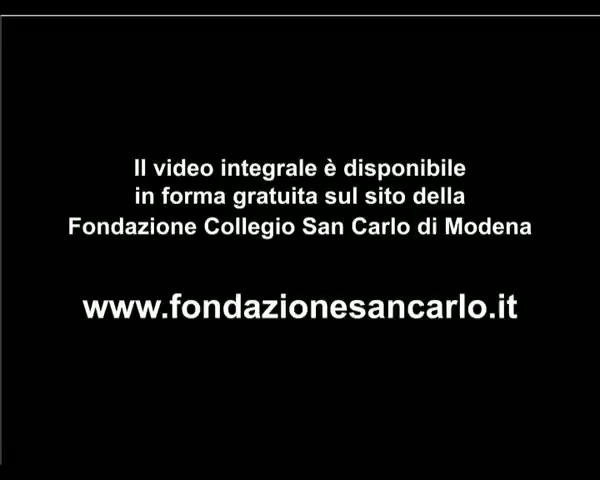 Il video integrale è disponibile
in forma gratuita sul sito della
Fondazione Collegio San Carlo di Modena
www.fondazionesancarlo.it